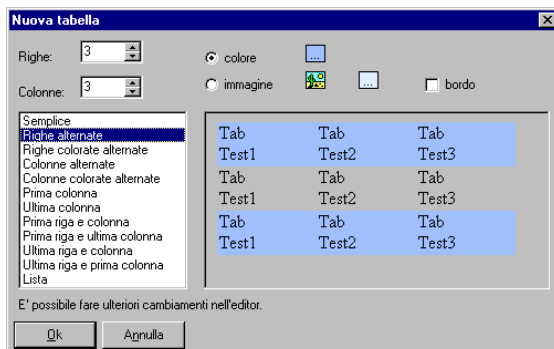 Nuova tabella
Righe: 3
colore ...
Colonne: 3
immagine ... bordo
Semplice
Righe alternate
Righe colorate alternate
Colonne alternate
Colonne colorate alternate
Prima colonna
Ultima colonna
Prima riga e colonna
Prima riga e ultima colonna
Ultima riga e colonna
Ultima riga e prima colonna
Lista
Tab Tab Tab
Test1 Test2 Test3
Tab Tab Tab
Test1 Test2 Test3
Tab Tab Tab
Test1 Test2 Test3
E' possibile fare ulteriori cambiamenti nell'editor.
Ok Annulla